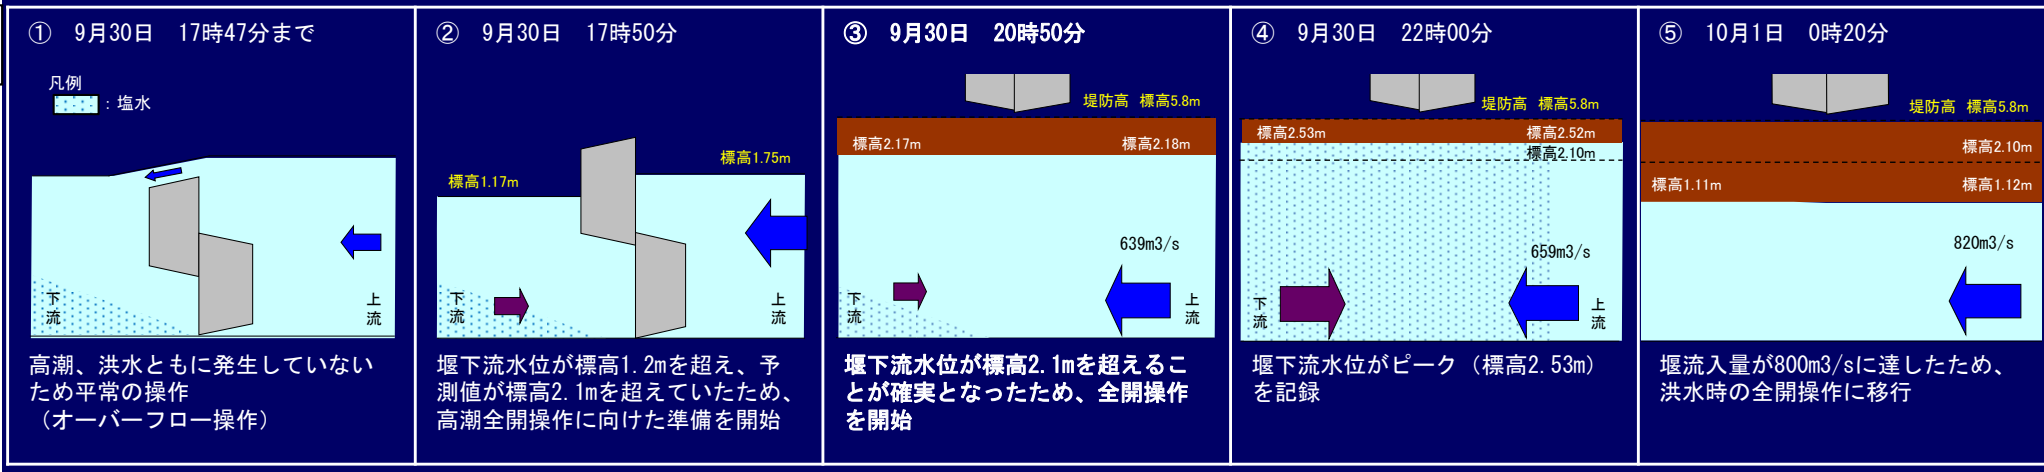 ① 9月30日 17時47分まで
凡例
：塩水
下流
上流
高潮、洪水ともに発生していない
ため平常の操作
（オーバーフロー操作）
② 9月30日 17時50分
標高1.75m
標高1.17m
下流
上流
堰下流水位が標高1.2mを超え、予
測値が標高2.1mを超えていたため、
高潮全開操作に向けた準備を開始
③ 9月30日 20時50分
堤防高 標高5.8m
標高2.17m
標高2.18m
639m3/s
下流
上流
堰下流水位が標高2.1mを超えるこ
とが確実となったため、全開操作
を開始
④ 9月30日 22時00分
堤防高 標高5.8m
標高2.53m
標高2.52m
標高2.10m
659m3/s
下流
上流
堰下流水位がピーク（標高2.53m）
を記録
⑤ 10月1日 0時20分
堤防高 標高5.8m
標高2.10m
標高1.11m
標高1.12m
820m3/s
堰流入量が800m3/sに達したため、
洪水時の全開操作に移行